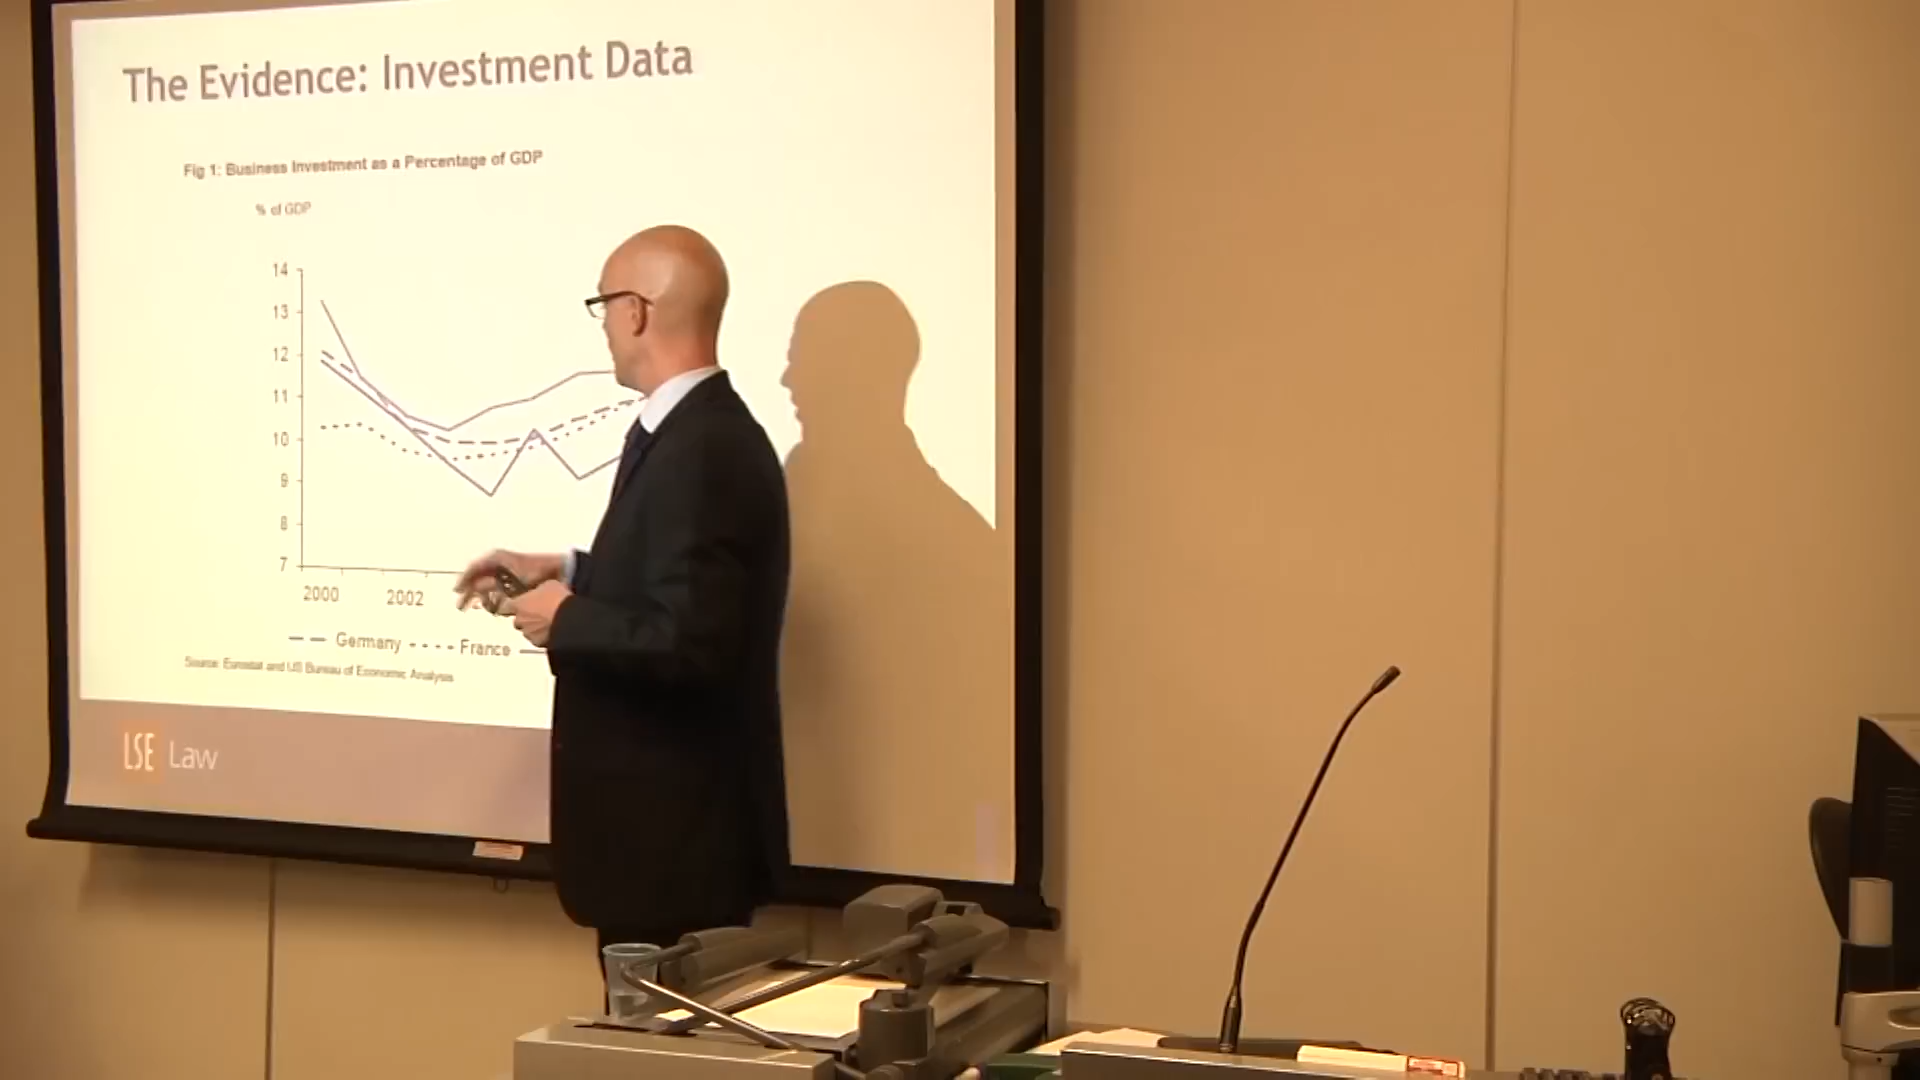 The Evidence: Investment Data
Fig 1: Business Investment as a Percentage of GDP
% of GDP
14
13
12
11
10
9
8
7
2000 2002
Germany France
Source: Eurostat and US Bureau of Economic Analysis
LSE Law